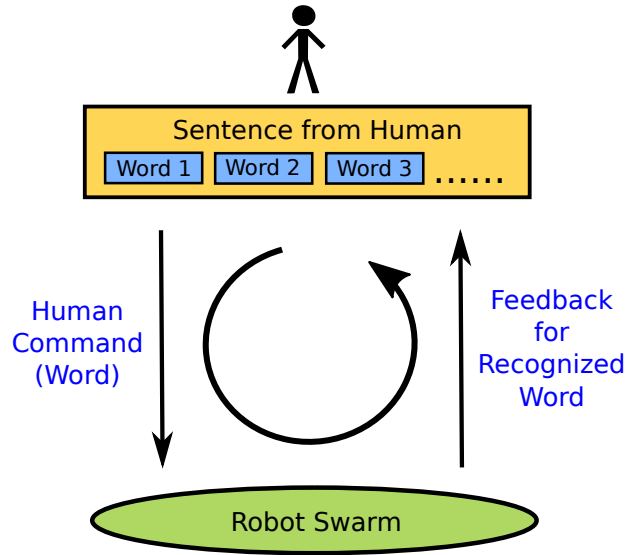 Sentence from Human
Word 1 Word 2 Word 3 ......
Human
Command
(Word)
Feedback
for
Recognized
Word
Robot Swarm